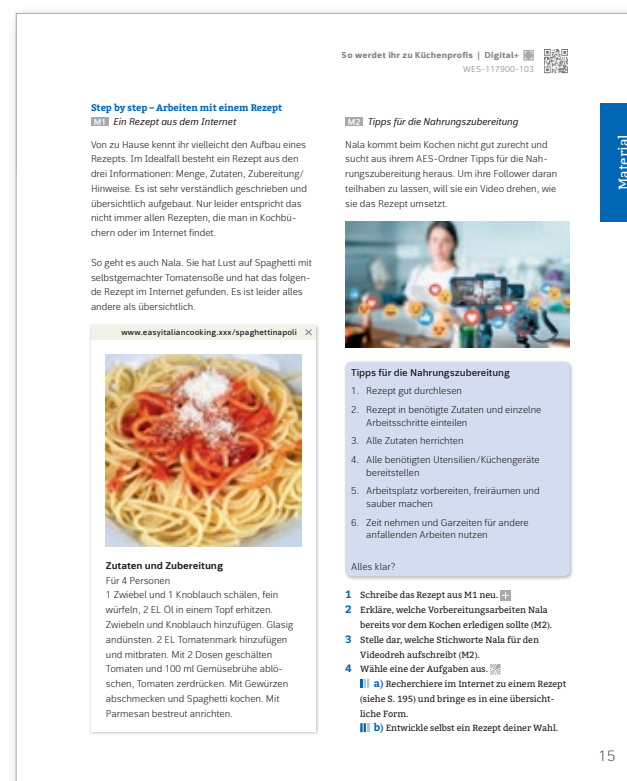 So werdet ihr zu Küchenprofis | Digital+
WES-117900-103
Step by step – Arbeiten mit einem Rezept
M1 Ein Rezept aus dem Internet
Von zu Hause kennt ihr vielleicht den Aufbau eines
Rezepts. Im Idealfall besteht ein Rezept aus den
drei Informationen: Menge, Zutaten, Zubereitung/
Hinweise. Es ist sehr verständlich geschrieben und
übersichtlich aufgebaut. Nur leider entspricht das
nicht immer allen Rezepten, die man in Kochbü-
chern oder im Internet findet.
So geht es auch Nala. Sie hat Lust auf Spaghetti mit
selbstgemachter Tomatensoße und hat das folgen-
de Rezept im Internet gefunden. Es ist leider alles
andere als übersichtlich.
www.easyitaliancooking.xxx/spaghettinapoli
Zutaten und Zubereitung
Für 4 Personen
1 Zwiebel und 1 Knoblauch schälen, fein
würfeln, 2 EL Öl in einem Topf erhitzen.
Zwiebeln und Knoblauch hinzufügen. Glasig
andünsten. 2 EL Tomatenmark hinzufügen
und mitbraten. Mit 2 Dosen geschälten
Tomaten und 100 ml Gemüsebrühe ablö-
schen, Tomaten zerdrücken. Mit Gewürzen
abschmecken und Spaghetti kochen. Mit
Parmesan bestreut anrichten.
M2 Tipps für die Nahrungszubereitung
Nala kommt beim Kochen nicht gut zurecht und
sucht aus ihrem AES-Ordner Tipps für die Nah-
rungszubereitung heraus. Um ihre Follower daran
teilhaben zu lassen, will sie ein Video drehen, wie
sie das Rezept umsetzt.
Tipps für die Nahrungszubereitung
1. Rezept gut durchlesen
2. Rezept in benötigte Zutaten und einzelne
Arbeitsschritte einteilen
3. Alle Zutaten herrichten
4. Alle benötigten Utensilien/Küchengeräte
bereitstellen
5. Arbeitsplatz vorbereiten, freiräumen und
sauber machen
6. Zeit nehmen und Garzeiten für andere
anfallenden Arbeiten nutzen
Alles klar?
1 Schreibe das Rezept aus M1 neu.
2 Erkläre, welche Vorbereitungsarbeiten Nala
bereits vor dem Kochen erledigen sollte (M2).
3 Stelle dar, welche Stichworte Nala für den
Videodreh aufschreibt (M2).
4 Wähle eine der Aufgaben aus.
a) Recherchiere im Internet zu einem Rezept
(siehe S. 195) und bringe es in eine übersicht-
liche Form.
b) Entwickle selbst ein Rezept deiner Wahl.
Material
15